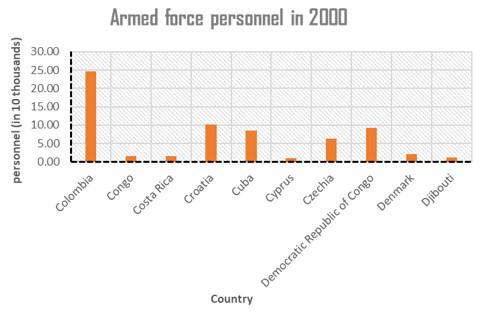 Armed force personnel in 2000
personnel (in 10 thousands)
30.00
25.00
20.00
15.00
10.00
5.00
0.00
Colombia
Congo
Costa Rica
Croatia
Cuba
Cyprus
Czechia
Democratic Republic of Congo
Denmark
Djibouti
Country